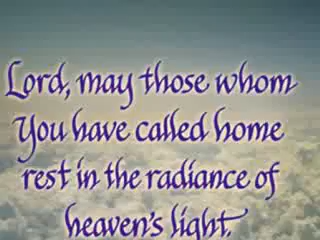 Lord, may those whom
You have called home
rest in the radiance of
heaven's light.